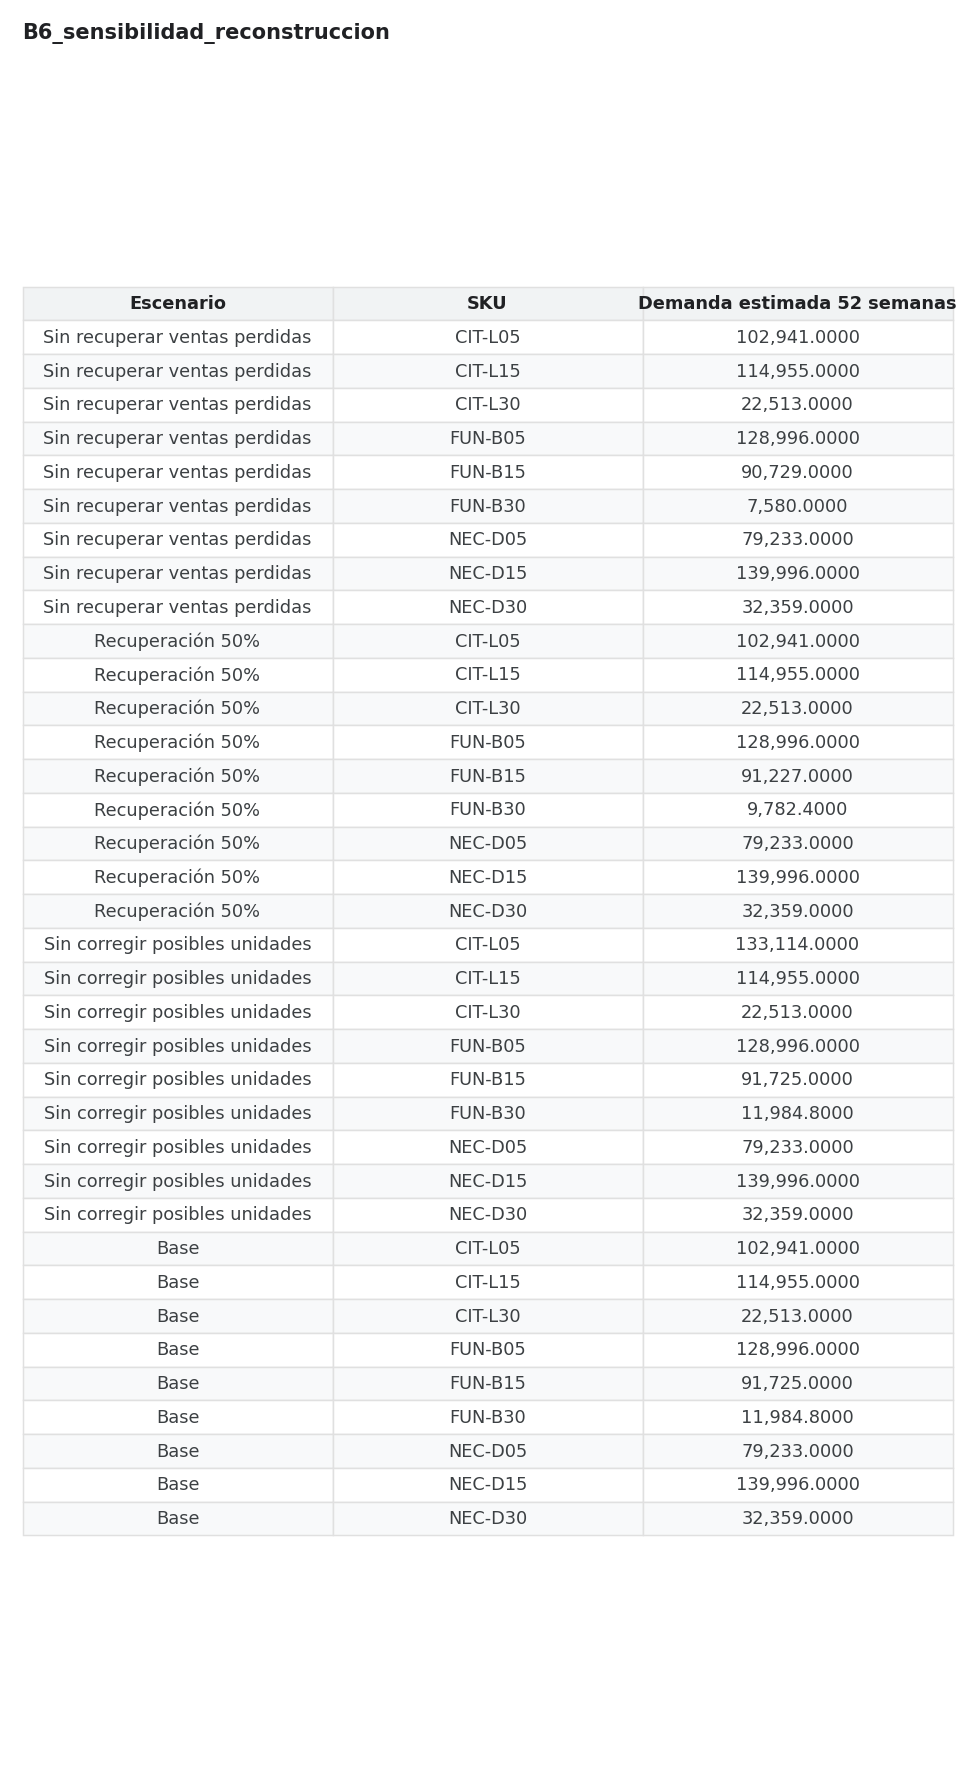 B6_sensibilidad_reconstruccion
Escenario SKU Demanda estimada 52 semanas
Sin recuperar ventas perdidas CIT-L05 102,941.0000
Sin recuperar ventas perdidas CIT-L15 114,955.0000
Sin recuperar ventas perdidas CIT-L30 22,513.0000
Sin recuperar ventas perdidas FUN-B05 128,996.0000
Sin recuperar ventas perdidas FUN-B15 90,729.0000
Sin recuperar ventas perdidas FUN-B30 7,580.0000
Sin recuperar ventas perdidas NEC-D05 79,233.0000
Sin recuperar ventas perdidas NEC-D15 139,996.0000
Sin recuperar ventas perdidas NEC-D30 32,359.0000
Recuperación 50% CIT-L05 102,941.0000
Recuperación 50% CIT-L15 114,955.0000
Recuperación 50% CIT-L30 22,513.0000
Recuperación 50% FUN-B05 128,996.0000
Recuperación 50% FUN-B15 91,227.0000
Recuperación 50% FUN-B30 9,782.4000
Recuperación 50% NEC-D05 79,233.0000
Recuperación 50% NEC-D15 139,996.0000
Recuperación 50% NEC-D30 32,359.0000
Sin corregir posibles unidades CIT-L05 133,114.0000
Sin corregir posibles unidades CIT-L15 114,955.0000
Sin corregir posibles unidades CIT-L30 22,513.0000
Sin corregir posibles unidades FUN-B05 128,996.0000
Sin corregir posibles unidades FUN-B15 91,725.0000
Sin corregir posibles unidades FUN-B30 11,984.8000
Sin corregir posibles unidades NEC-D05 79,233.0000
Sin corregir posibles unidades NEC-D15 139,996.0000
Sin corregir posibles unidades NEC-D30 32,359.0000
Base CIT-L05 102,941.0000
Base CIT-L15 114,955.0000
Base CIT-L30 22,513.0000
Base FUN-B05 128,996.0000
Base FUN-B15 91,725.0000
Base FUN-B30 11,984.8000
Base NEC-D05 79,233.0000
Base NEC-D15 139,996.0000
Base NEC-D30 32,359.0000